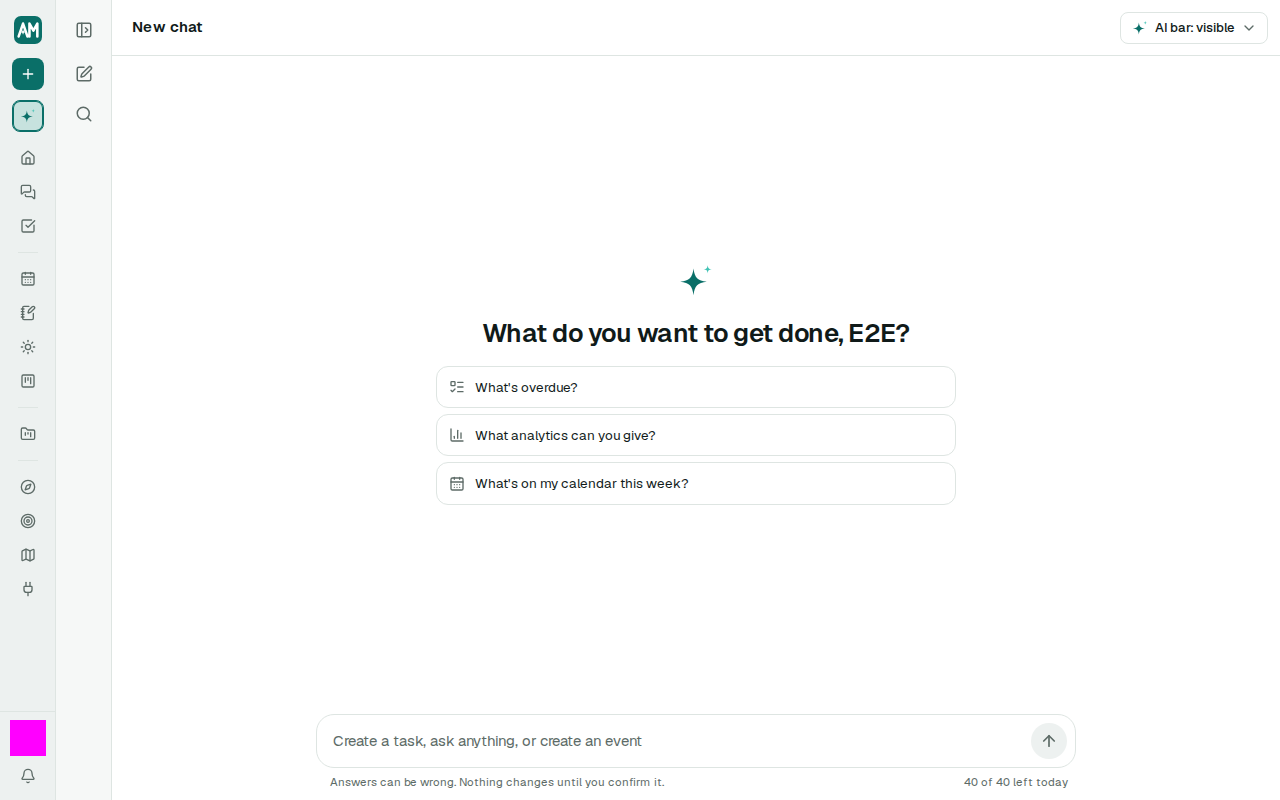 AM
New chat
AI bar: visible
What do you want to get done, E2E?
What's overdue?
What analytics can you give?
What's on my calendar this week?
Create a task, ask anything, or create an event
Answers can be wrong. Nothing changes until you confirm it.
40 of 40 left today